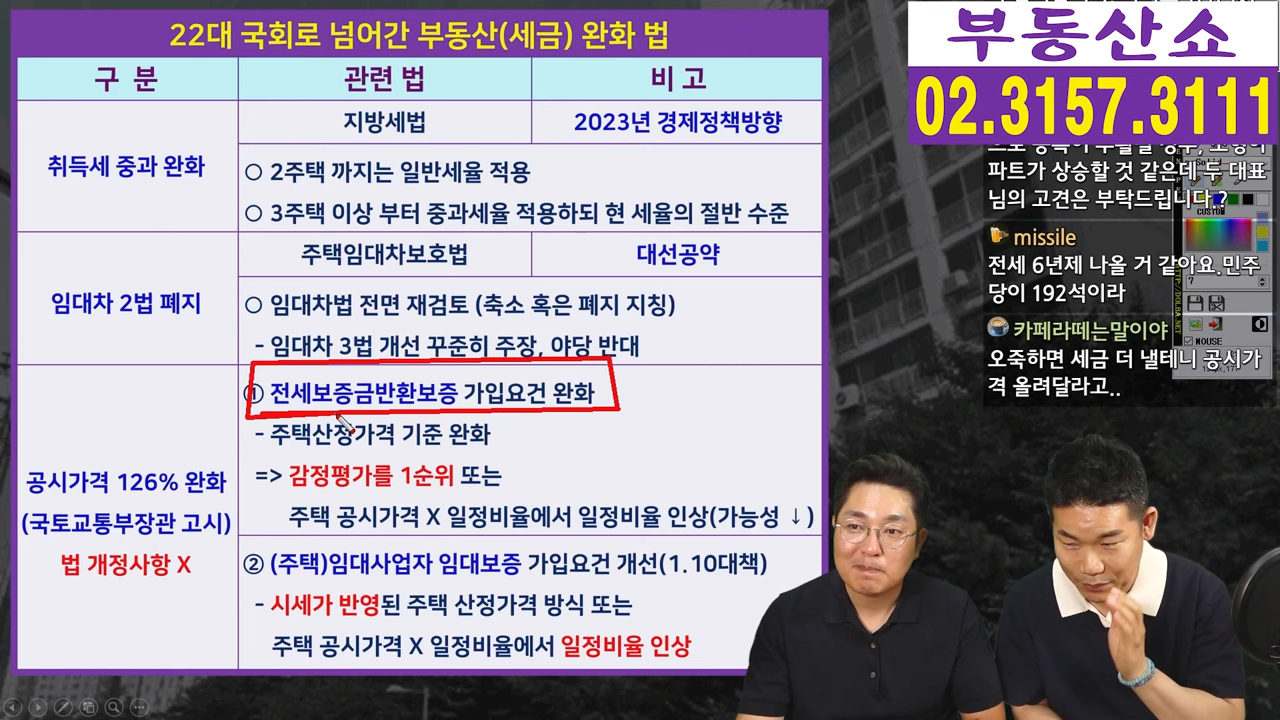 22대 국회로 넘어간 부동산(세금) 완화 법
구 분
관련 법
비 고
취득세 중과 완화
지방세법
2023년 경제정책방향
○ 2주택 까지는 일반세율 적용
○ 3주택 이상 부터 중과세율 적용하되 현 세율의 절반 수준
임대차 2법 폐지
주택임대차보호법
대선공약
○ 임대차법 전면 재검토 (축소 혹은 폐지 지칭)
- 임대차 3법 개선 꾸준히 주장, 야당 반대
공시가격 126% 완화
(국토교통부장관 고시)
법 개정사항 X
① 전세보증금반환보증 가입요건 완화
- 주택산정가격 기준 완화
=> 감정평가를 1순위 또는
주택 공시가격 X 일정비율에서 일정비율 인상(가능성 ↓)
② (주택)임대사업자 임대보증 가입요건 개선(1.10대책)
- 시세가 반영된 주택 산정가격 방식 또는
주택 공시가격 X 일정비율에서 일정비율 인상
부동산쇼
02.3157.3111
파트가 상승할 것 같은데 두 대표
님의 고견은 부탁드립니다.?
missile
전세 6년제 나올 거 같아요.민주
당이 192석이라
카페라떼는말이야
오죽하면 세금 더 낼테니 공시가
격 올려달라고..
CUSTOM
7
MOUSE